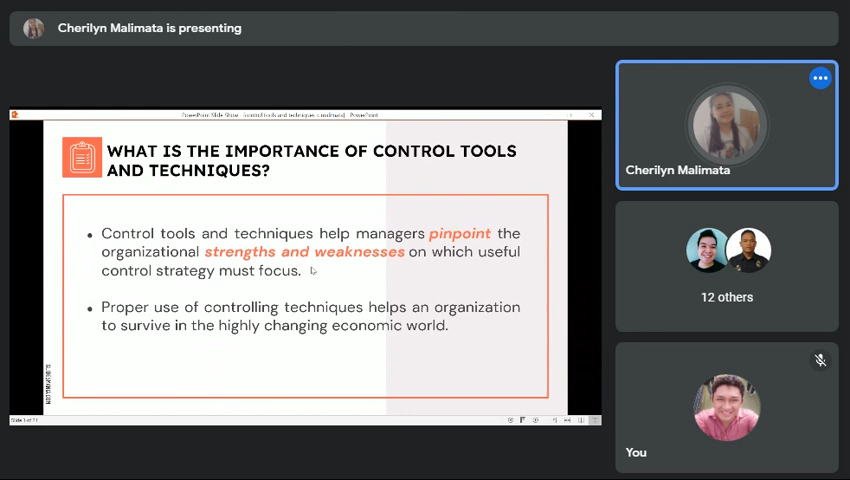 Cherilyn Malimata is presenting
WHAT IS THE IMPORTANCE OF CONTROL TOOLS
AND TECHNIQUES?
• Control tools and techniques help managers pinpoint the
organizational strengths and weaknesses on which useful
control strategy must focus.
• Proper use of controlling techniques helps an organization
to survive in the highly changing economic world.
Cherilyn Malimata
12 others
You